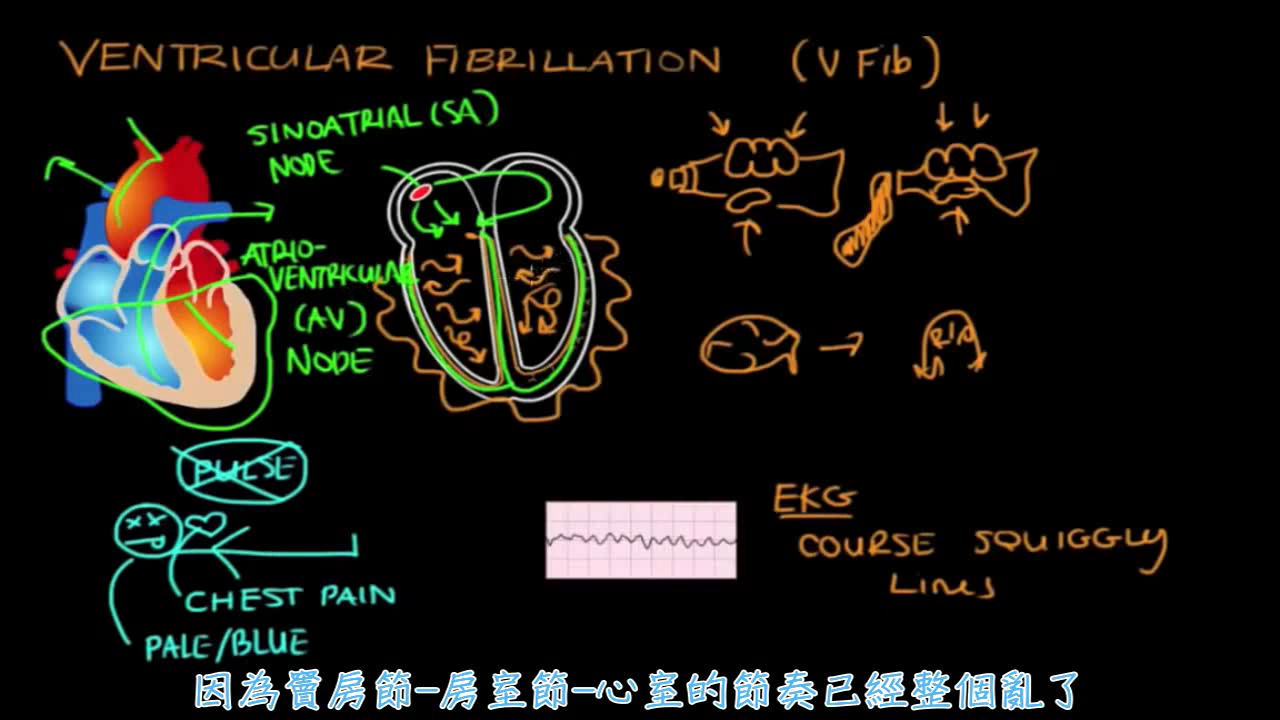 VENTRICULAR FIBRILLATION (V Fib)
SINOATRIAL (SA)
NODE
ATRIO-
VENTRICULAR
(AV)
NODE
RIP
PULSE
CHEST PAIN
PALE/BLUE
EKG
COURSE SQUIGGLY
Lines
因為竇房節-房室節-心室的節奏已經整個亂了